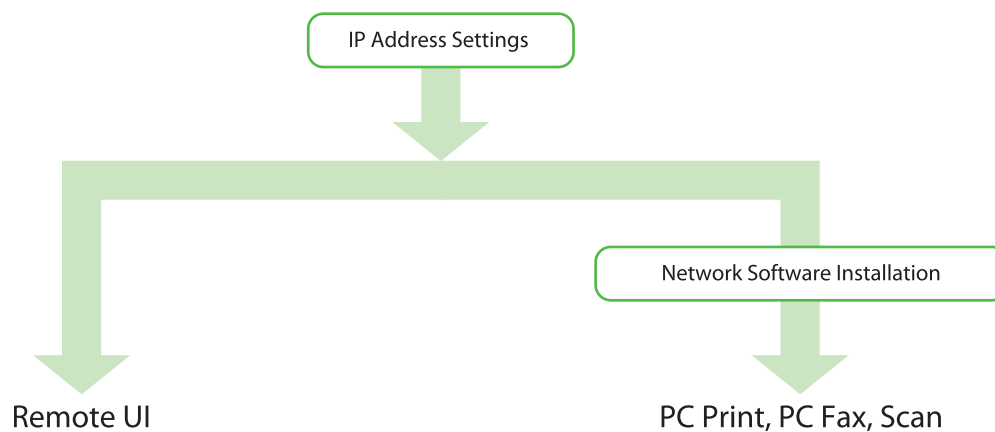 IP Address Settings
Network Software Installation
Remote UI
PC Print, PC Fax, Scan